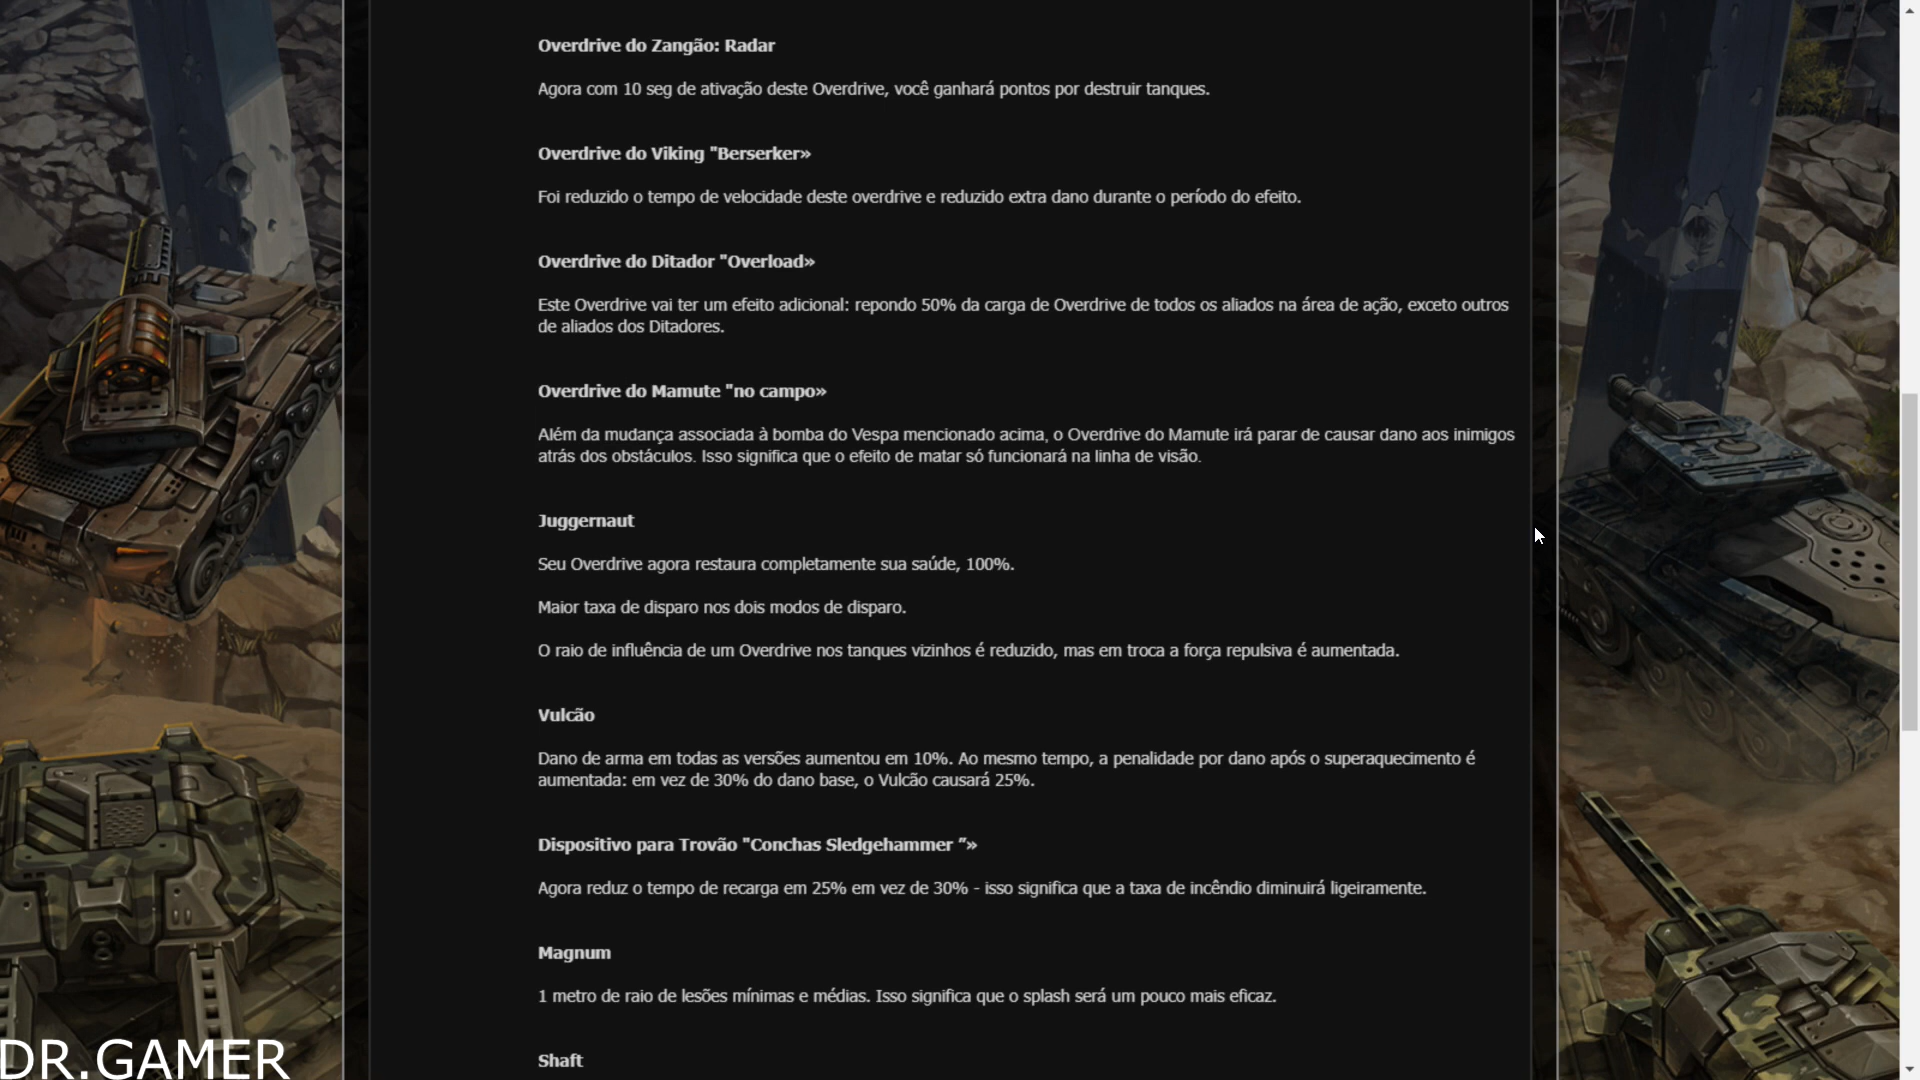 Overdrive do Zangão: Radar
Agora com 10 seg de ativação deste Overdrive, você ganhará pontos por destruir tanques.
Overdrive do Viking "Berserker»
Foi reduzido o tempo de velocidade deste overdrive e reduzido extra dano durante o período do efeito.
Overdrive do Ditador "Overload»
Este Overdrive vai ter um efeito adicional: repondo 50% da carga de Overdrive de todos os aliados na área de ação, exceto outros
de aliados dos Ditadores.
Overdrive do Mamute "no campo»
Além da mudança associada à bomba do Vespa mencionado acima, o Overdrive do Mamute irá parar de causar dano aos inimigos
atrás dos obstáculos. Isso significa que o efeito de matar só funcionará na linha de visão.
Juggernaut
Seu Overdrive agora restaura completamente sua saúde, 100%.
Maior taxa de disparo nos dois modos de disparo.
O raio de influência de um Overdrive nos tanques vizinhos é reduzido, mas em troca a força repulsiva é aumentada.
Vulcão
Dano de arma em todas as versões aumentou em 10%. Ao mesmo tempo, a penalidade por dano após o superaquecimento é
aumentada: em vez de 30% do dano base, o Vulcão causará 25%.
Dispositivo para Trovão "Conchas Sledgehammer ”»
Agora reduz o tempo de recarga em 25% em vez de 30% - isso significa que a taxa de incêndio diminuirá ligeiramente.
Magnum
1 metro de raio de lesões mínimas e médias. Isso significa que o splash será um pouco mais eficaz.
Shaft
DR.GAMER